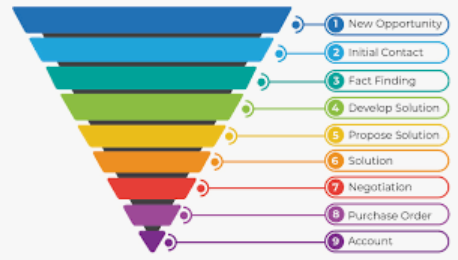 1 New Opportunity
2 Initial Contact
3 Fact Finding
4 Develop Solution
5 Propose Solution
6 Solution
7 Negotiation
8 Purchase Order
9 Account